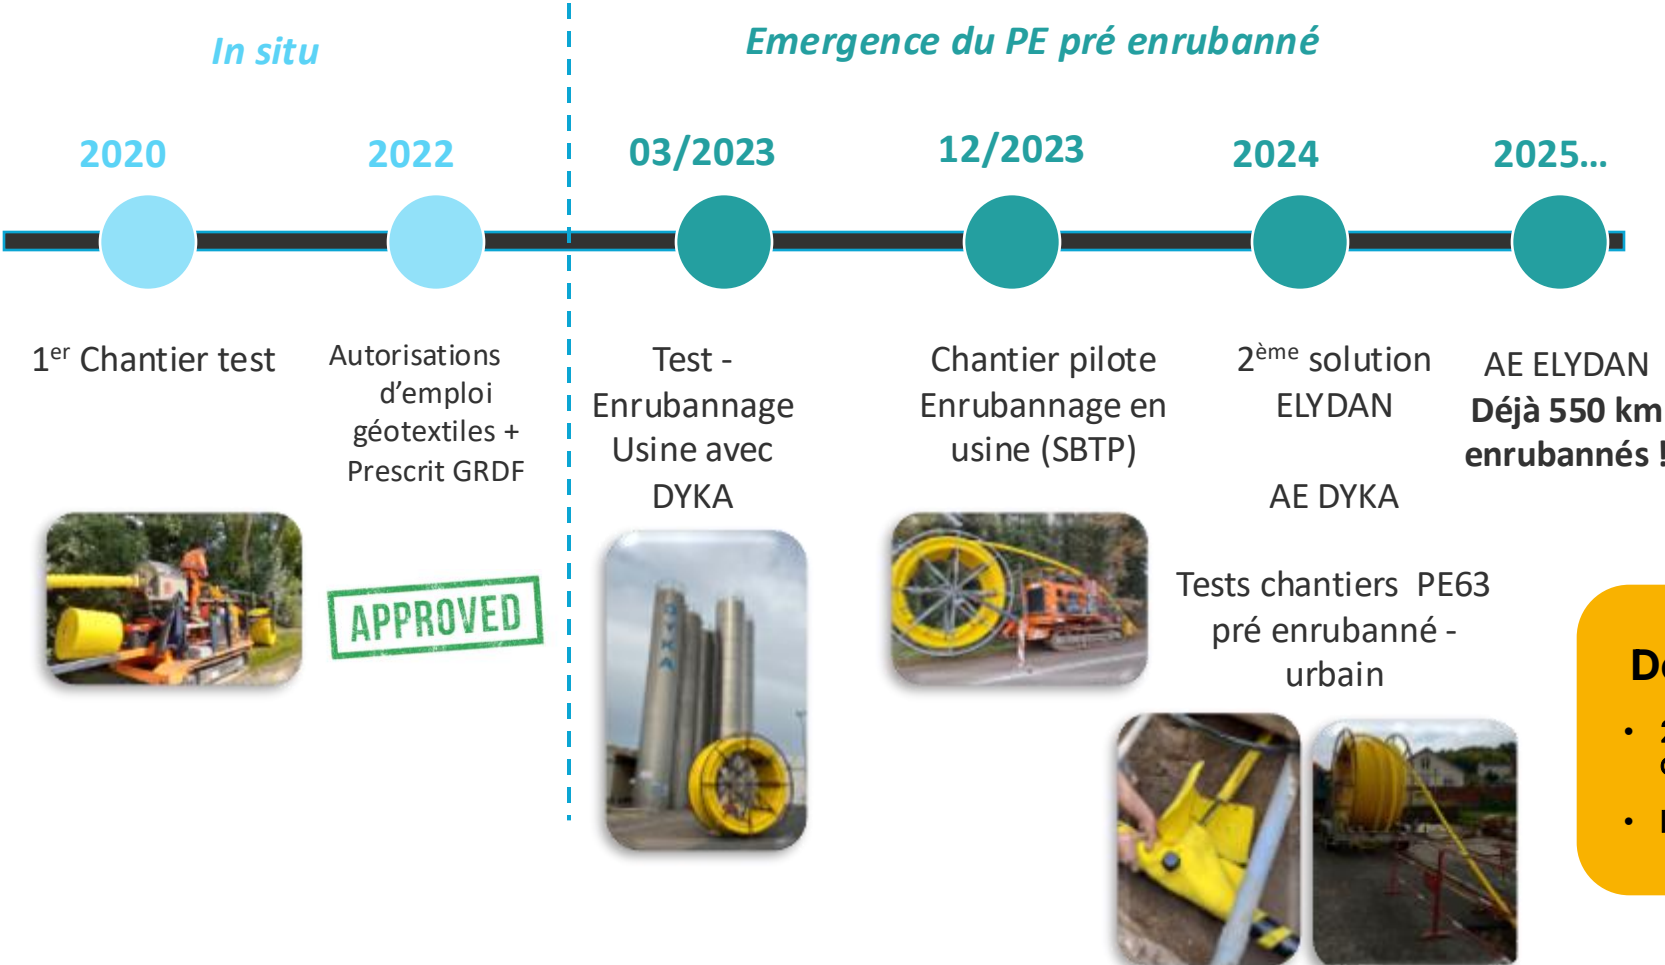 In situ
Emergence du PE pré enrubanné
2020
2022
03/2023
12/2023
2024
2025...
1er Chantier test
Autorisations
d'emploi
géotextiles +
Prescrit GRDF
APPROVED
Test -
Enrubannage
Usine avec
DYKA
DYKA
Chantier pilote
Enrubannage en
usine (SBTP)
2ème solution
ELYDAN
AE DYKA
Tests chantiers PE63
pré enrubanné -
urbain
AE ELYDAN
Déjà 550 km
enrubannés !